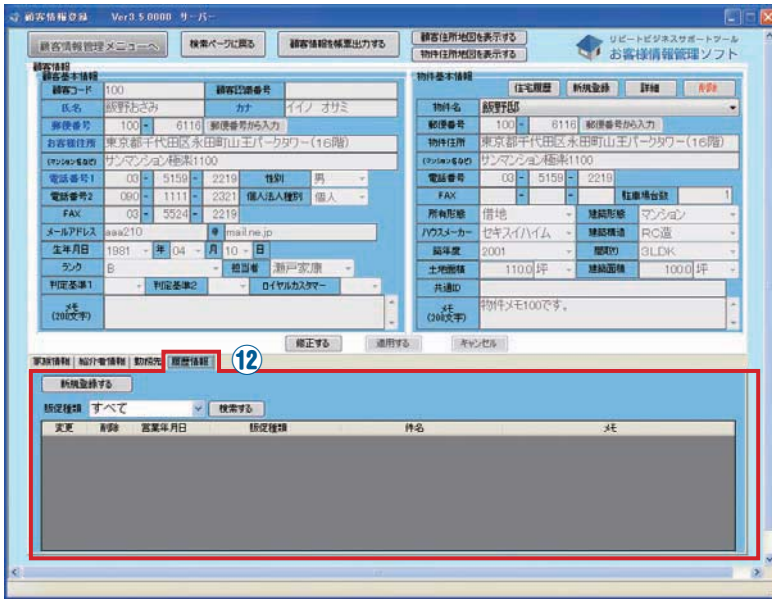 顧客情報登録 Ver3.5.0000 サーバー
顧客情報管理メニューへ 検索ページに戻る 顧客情報を帳票出力する 顧客住所地図を表示する 物件住所地図を表示する
リピートビジネスサポートツール
お客様情報管理ソフト
顧客情報
顧客基本情報
顧客コード 100 顧客認識番号
氏名 飯野おさみ カナ イイノ オサミ
郵便番号 100 - 6116 郵便番号から入力
お客様住所 東京都千代田区永田町山王パークタワー(16階)
(マンション名など) サンマンション極楽1100
電話番号1 03 - 5159 - 2219 性別 男
電話番号2 090 - 1111 - 2321 個人法人種別 個人
FAX 03 - 5524 - 2219
メールアドレス aaa210 @ mail.ne.jp
生年月日 1981 年 04 月 10 日
ランク B 担当者 瀬戸家康
判定基準1 判定基準2 ロイヤルカスタマー
メモ
(200文字)
物件基本情報
住宅履歴 新規登録 詳細 削除
物件名 飯野邸
郵便番号 100 - 6116 郵便番号から入力
物件住所 東京都千代田区永田町山王パークタワー(16階)
(マンション名など) サンマンション極楽1100
電話番号 03 - 5159 - 2219
FAX - - 駐車場台数 1
所有形態 借地 建築形態 マンション
ハウスメーカー セキスイハイム 建築構造 RC造
築年度 2001 間取り 3LDK
土地面積 110.0 坪 建築面積 100.0 坪
共通ID
メモ
(200文字)
物件メモ100です。
修正する 適用する キャンセル
家族情報 紹介者情報 勤務先 履歴情報 ⑫
新規登録する
販促種類 すべて 検索する
変更 削除 営業年月日 販促種類 件名 メモ